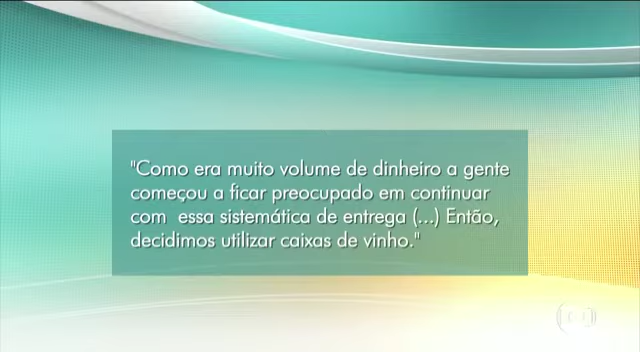 "Como era muito volume de dinheiro a gente
começou a ficar preocupado em continuar
com essa sistemática de entrega (...) Então,
decidimos utilizar caixas de vinho."